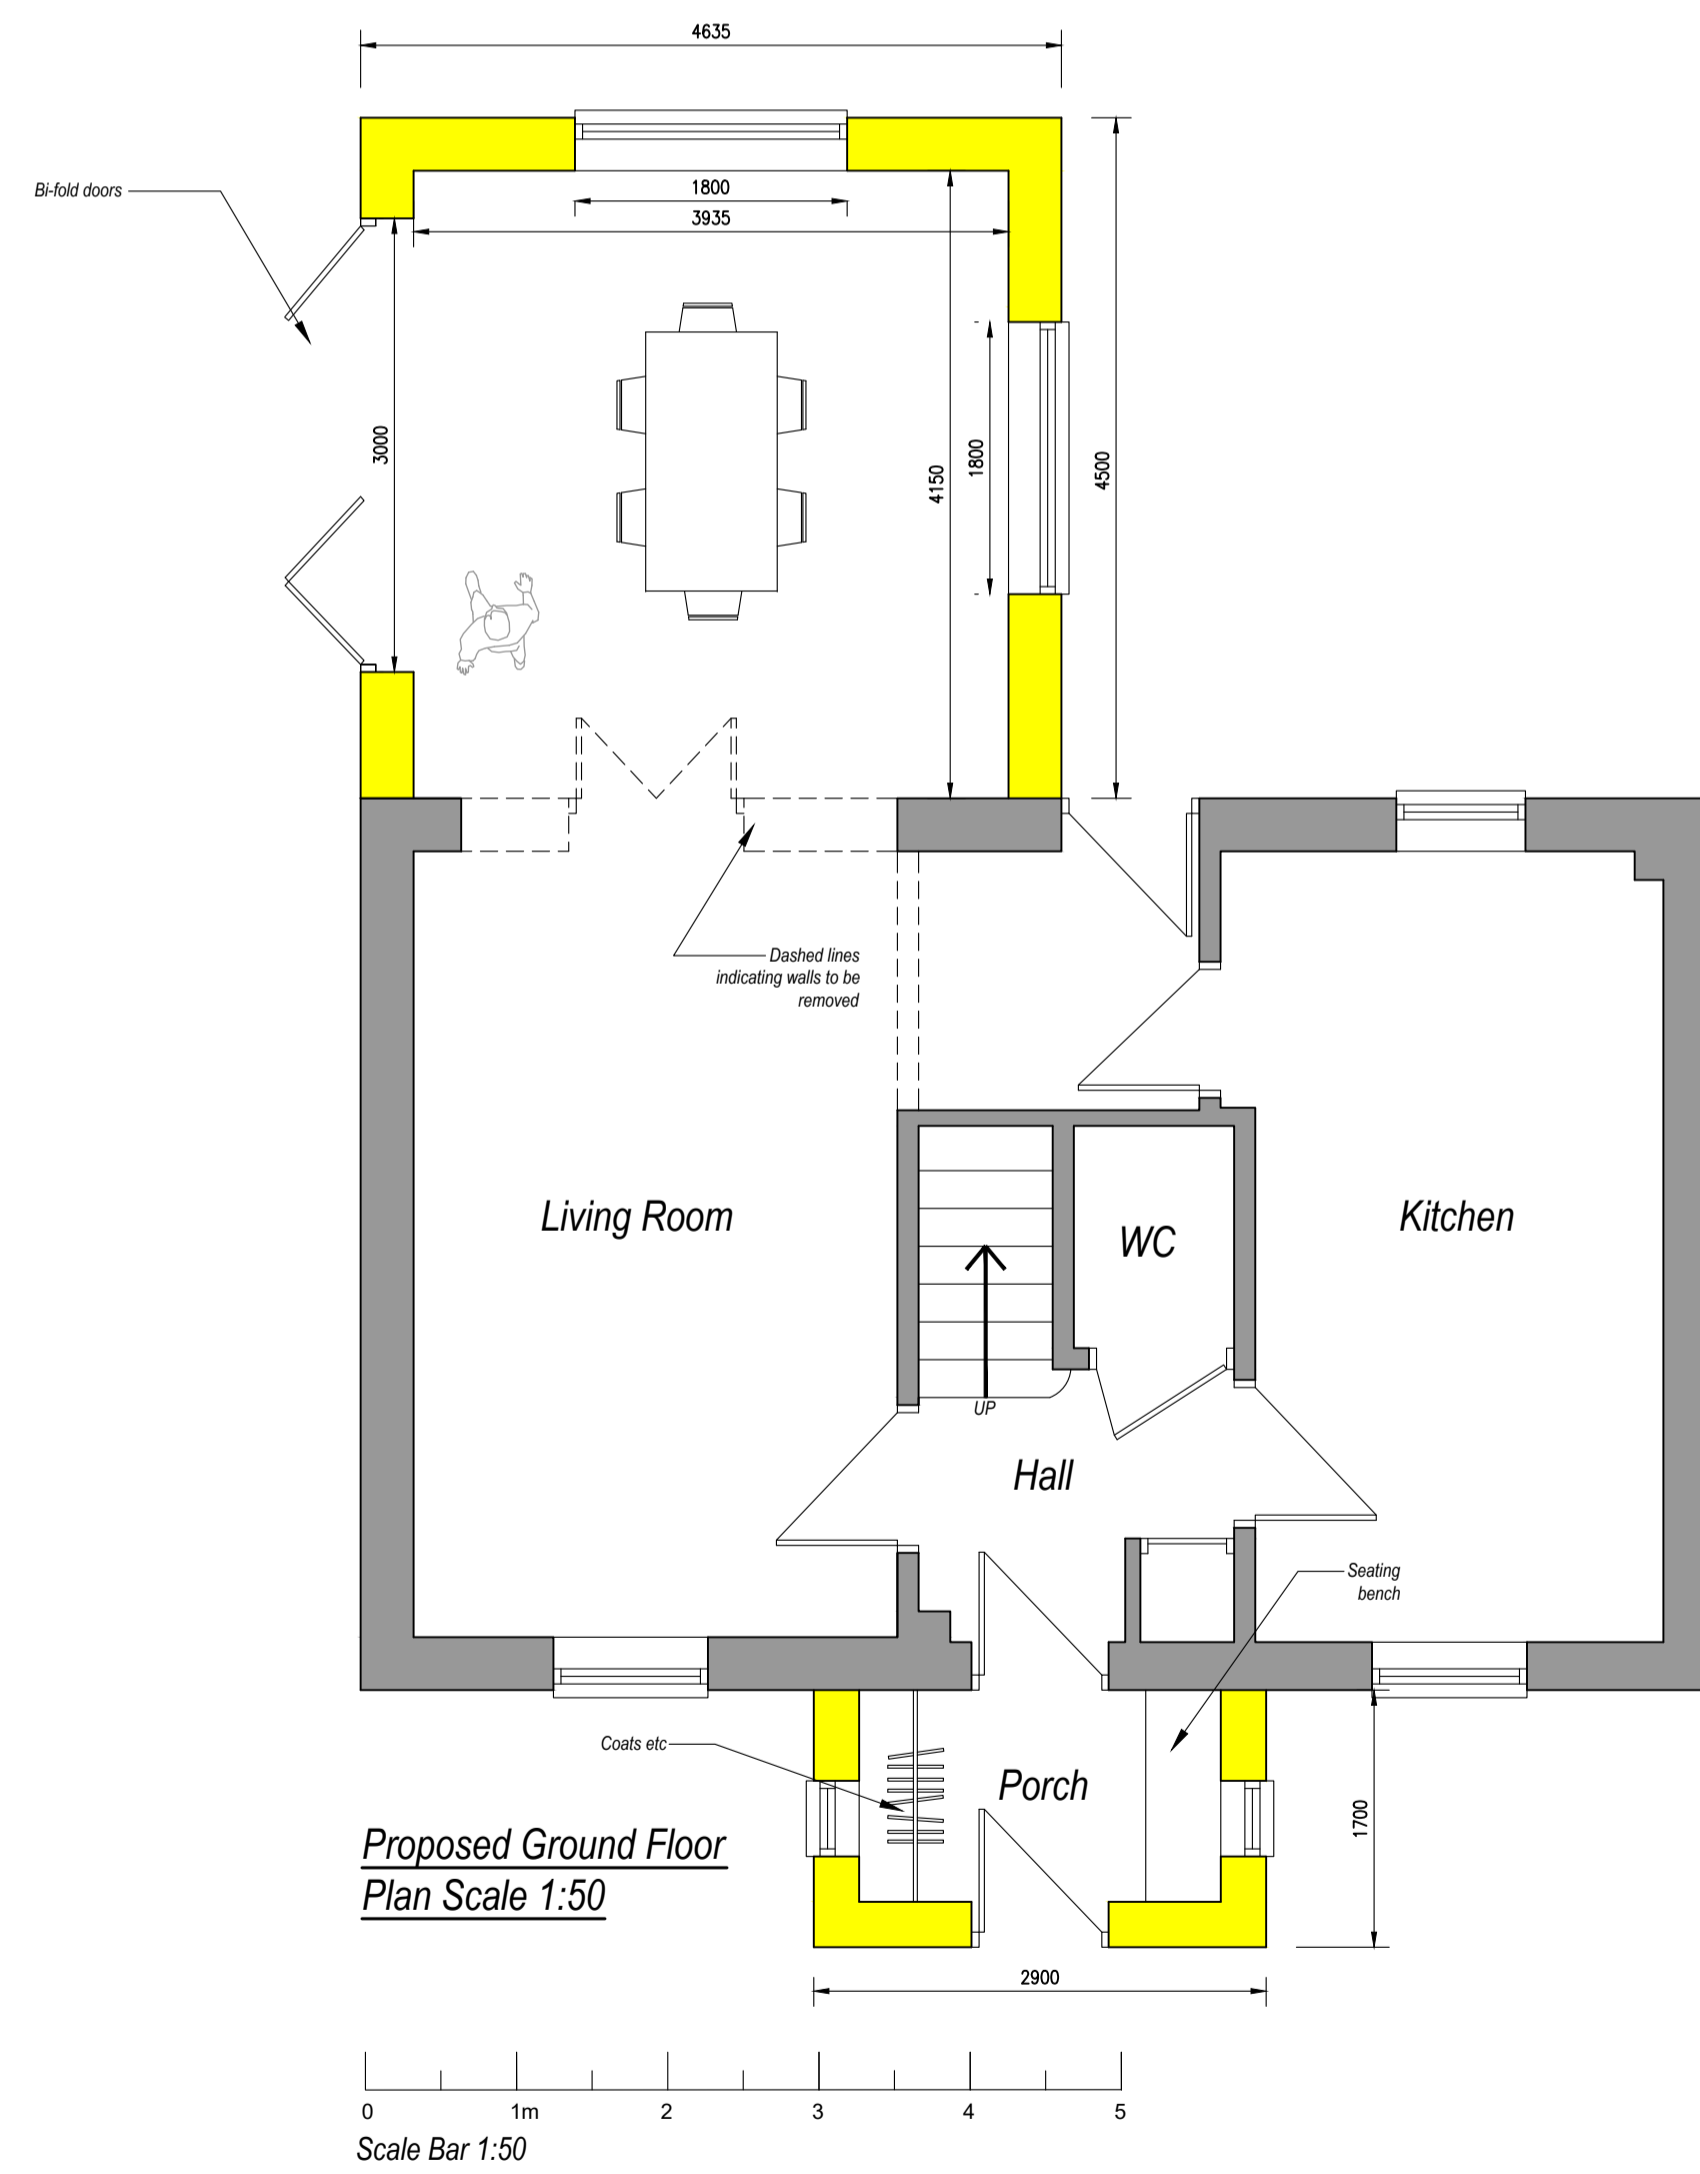 4635
Bi-fold doors
1800
3935
3000
4150
1800
4500
Dashed lines
indicating walls to be
removed
Living Room
WC
Kitchen
UP
Hall
Seating
bench
Coats etc
Porch
1700
Proposed Ground Floor
Plan Scale 1:50
2900
0 1m 2 3 4 5
Scale Bar 1:50